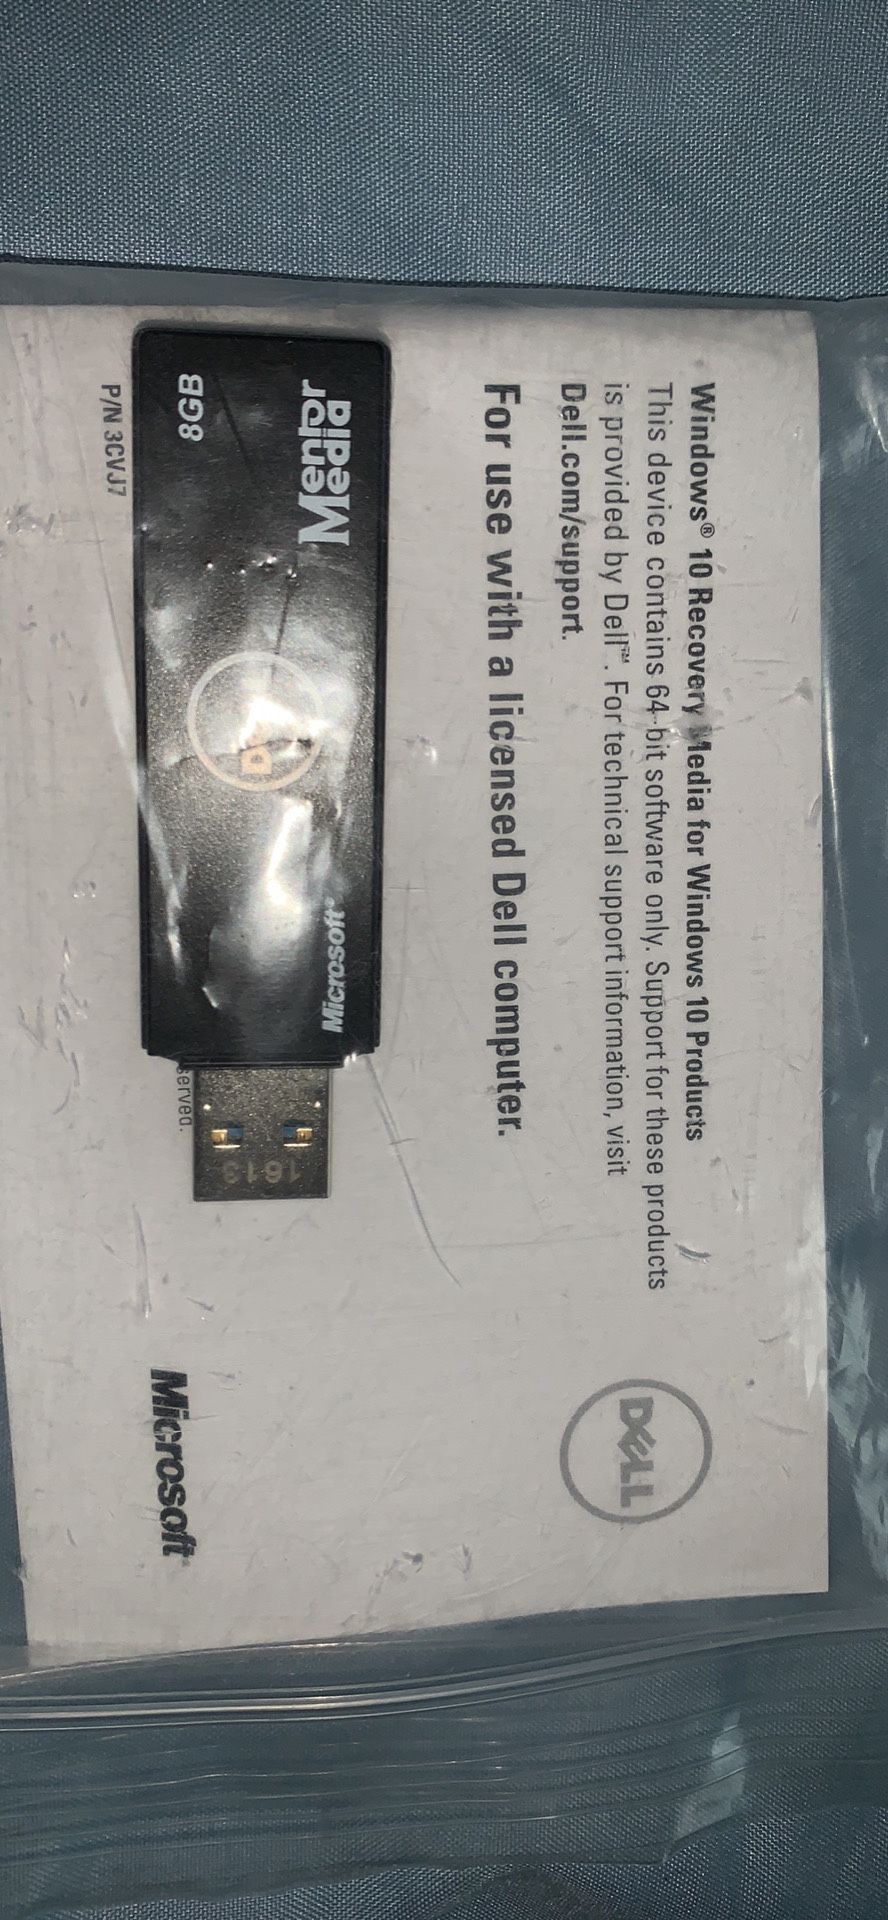 Windows® 10 Recovery Media for Windows 10 Products
This device contains 64-bit software only. Support for these products
is provided by Dell™. For technical support information, visit
Dell.com/support.
For use with a licensed Dell computer.
DELL
Mentor
Media
Microsoft®
8GB
1613
served.
P/N 3CVJ7
Microsoft